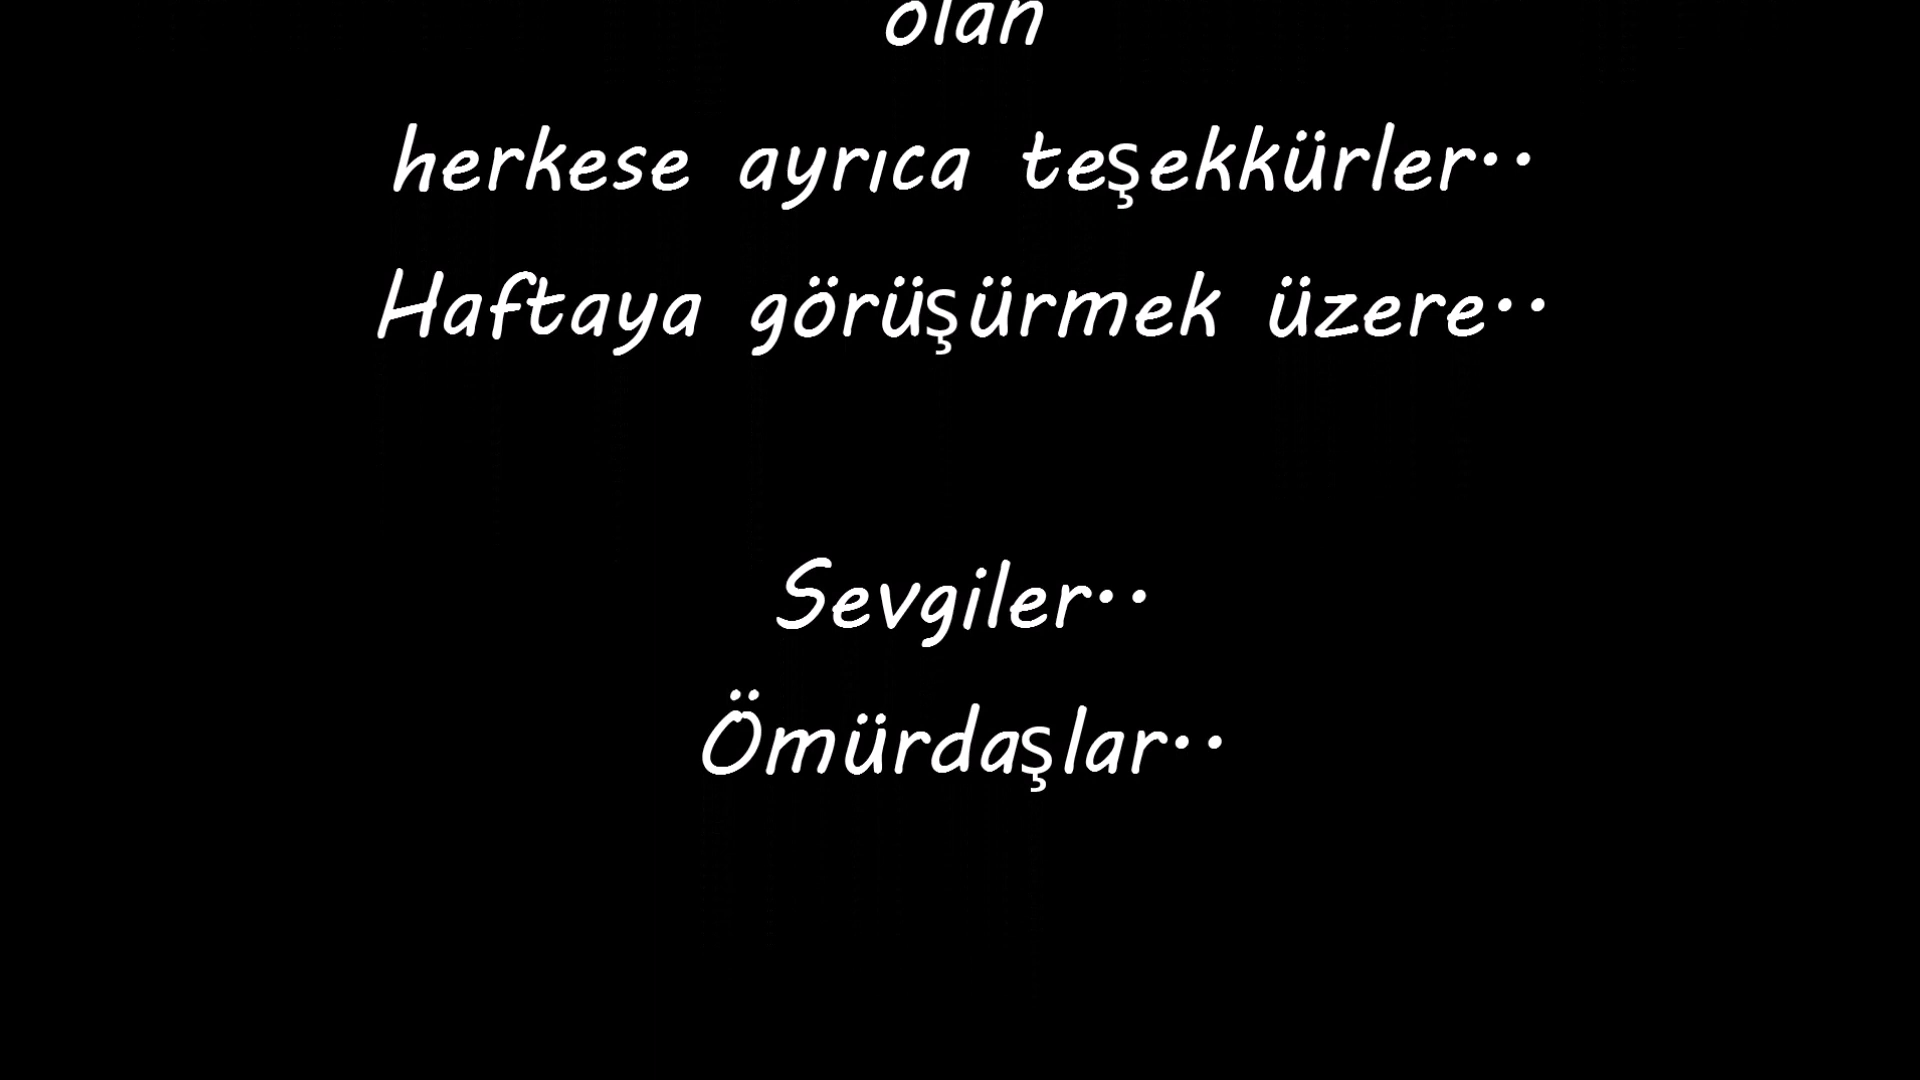 olan
herkese ayrıca teşekkürler..
Haftaya görüşürmek üzere..
Sevgiler..
Ömürdaşlar..